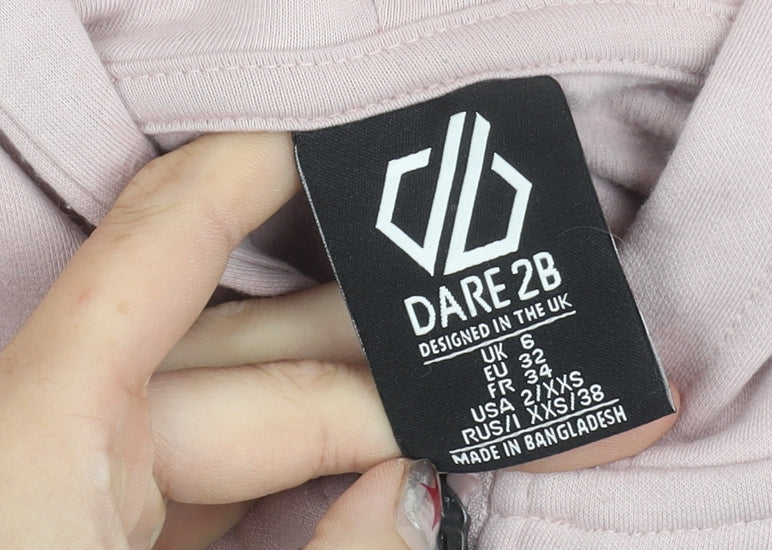 DARE 2B
DESIGNED IN THE UK
UK 6
EU 32
FR 34
USA 2/XXS
RUS/I XXS/38
MADE IN BANGLADESH